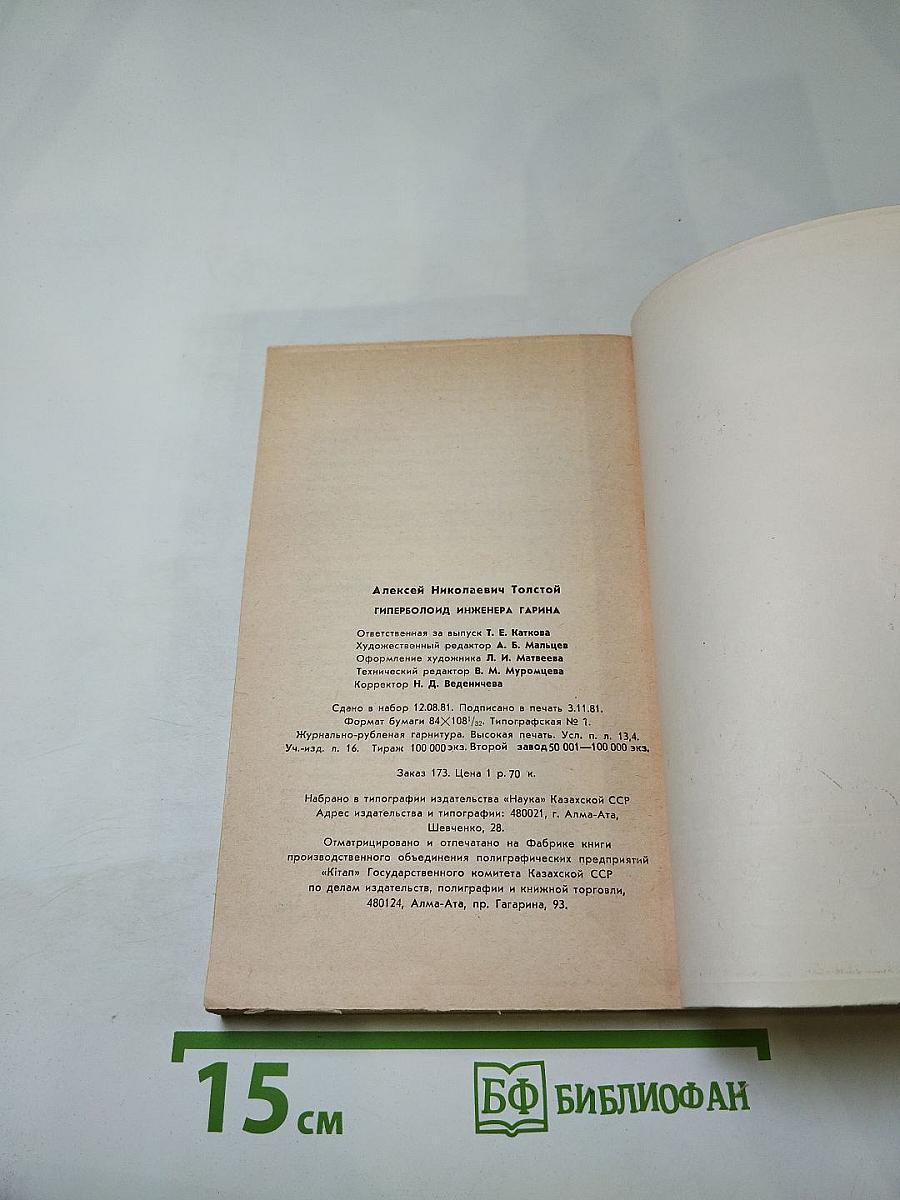 Алексей Николаевич Толстой
ГИПЕРБОЛОИД ИНЖЕНЕРА ГАРИНА
Ответственная за выпуск Т. Е. Каткова
Художественный редактор А. Б. Мальцев
Оформление художника Л. И. Матвеева
Технический редактор В. М. Муромцева
Корректор Н. Д. Веденичева
Сдано в набор 12.08.81. Подписано в печать 3.11.81.
Формат бумаги 84×108¹/₃₂. Типографская № 1.
Журнально-рубленая гарнитура. Высокая печать. Усл. п. л. 13,4.
Уч.-изд. л. 16. Тираж 100 000 экз. Второй завод 50 001—100 000 экз.
Заказ 173. Цена 1 р. 70 к.
Набрано в типографии издательства «Наука» Казахской ССР
Адрес издательства и типографии: 480021, г. Алма-Ата,
Шевченко, 28.
Отматрицировано и отпечатано на Фабрике книги
производственного объединения полиграфических предприятий
«Кітап» Государственного комитета Казахской ССР
по делам издательств, полиграфии и книжной торговли,
480124, Алма-Ата, пр. Гагарина, 93.
15 см
БФ БИБЛИОФАН